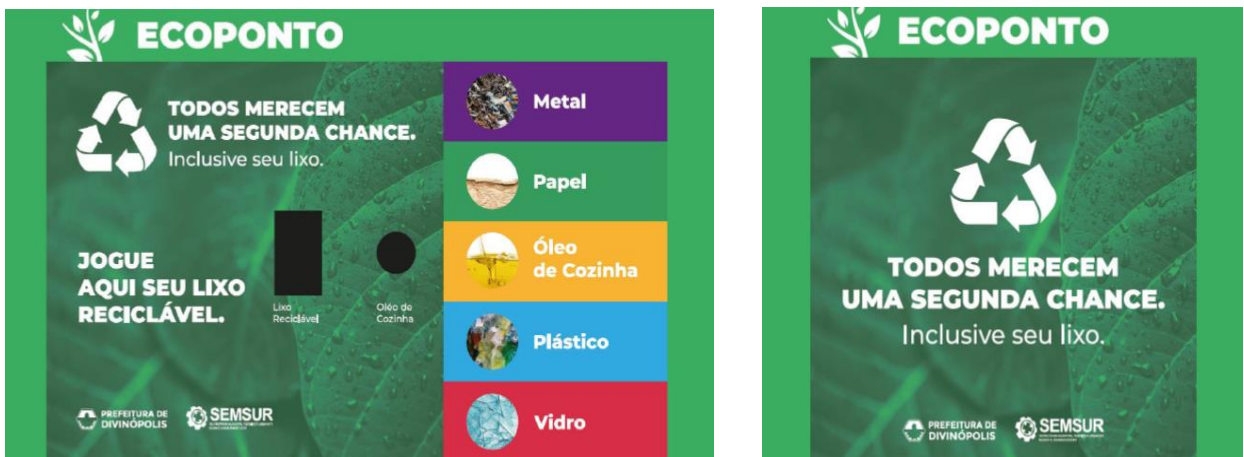 ECOPONTO
TODOS MERECEM
UMA SEGUNDA CHANCE.
Inclusive seu lixo.
JOGUE
AQUI SEU LIXO
RECICLÁVEL.
Lixo
Reciclável
Oléo de
Cozinha
PREFEITURA DE
DIVINÓPOLIS
SEMSUR
Metal
Papel
Óleo
de Cozinha
Plástico
Vidro
ECOPONTO
TODOS MERECEM
UMA SEGUNDA CHANCE.
Inclusive seu lixo.
PREFEITURA DE
DIVINÓPOLIS
SEMSUR